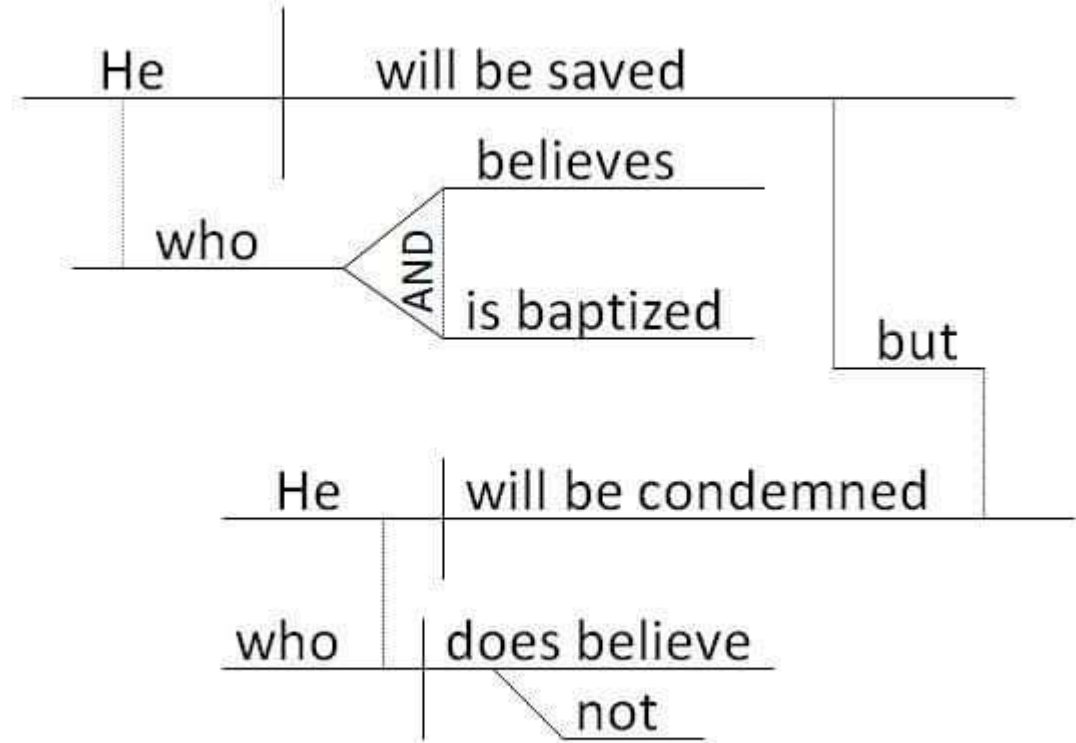 He will be saved
believes
who
AND
is baptized
but
He will be condemned
who does believe
not